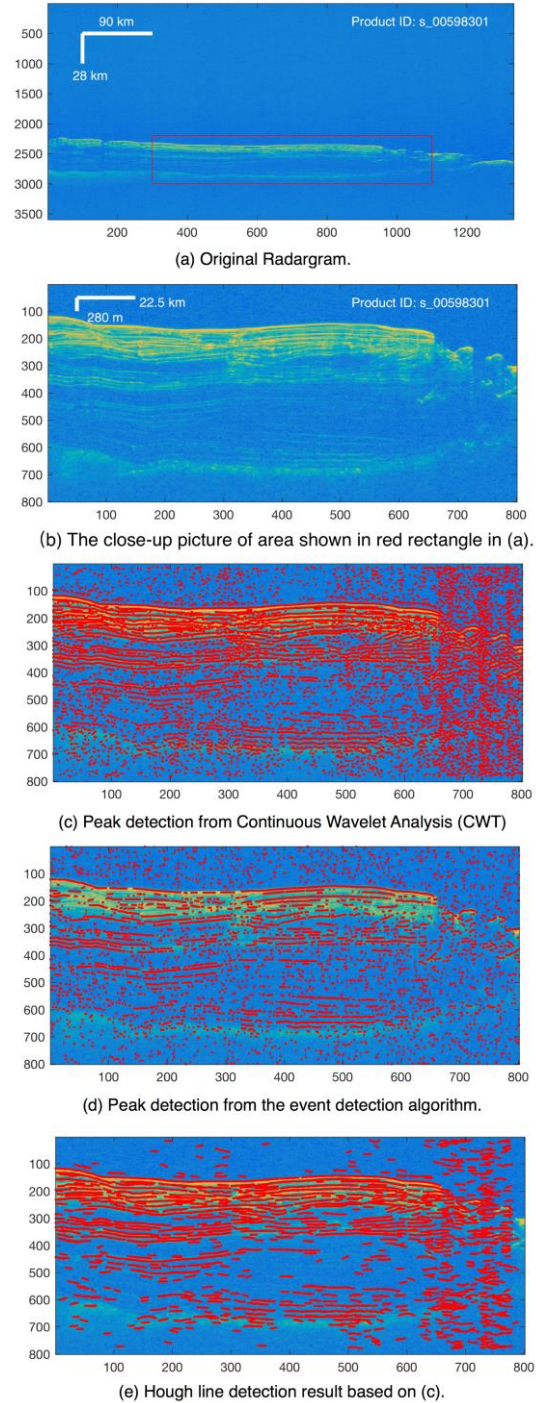 90 km
Product ID: s_00598301
28 km
0
500
1000
1500
2000
2500
3000
3500
200 400 600 800 1000 1200
(a) Original Radargram.
22.5 km
Product ID: s_00598301
280 m
100
200
300
400
500
600
700
800
100 200 300 400 500 600 700 800
(b) The close-up picture of area shown in red rectangle in (a).
100
200
300
400
500
600
700
800
100 200 300 400 500 600 700 800
(c) Peak detection from Continuous Wavelet Analysis (CWT)
100
200
300
400
500
600
700
800
100 200 300 400 500 600 700 800
(d) Peak detection from the event detection algorithm.
100
200
300
400
500
600
700
800
100 200 300 400 500 600 700 800
(e) Hough line detection result based on (c).